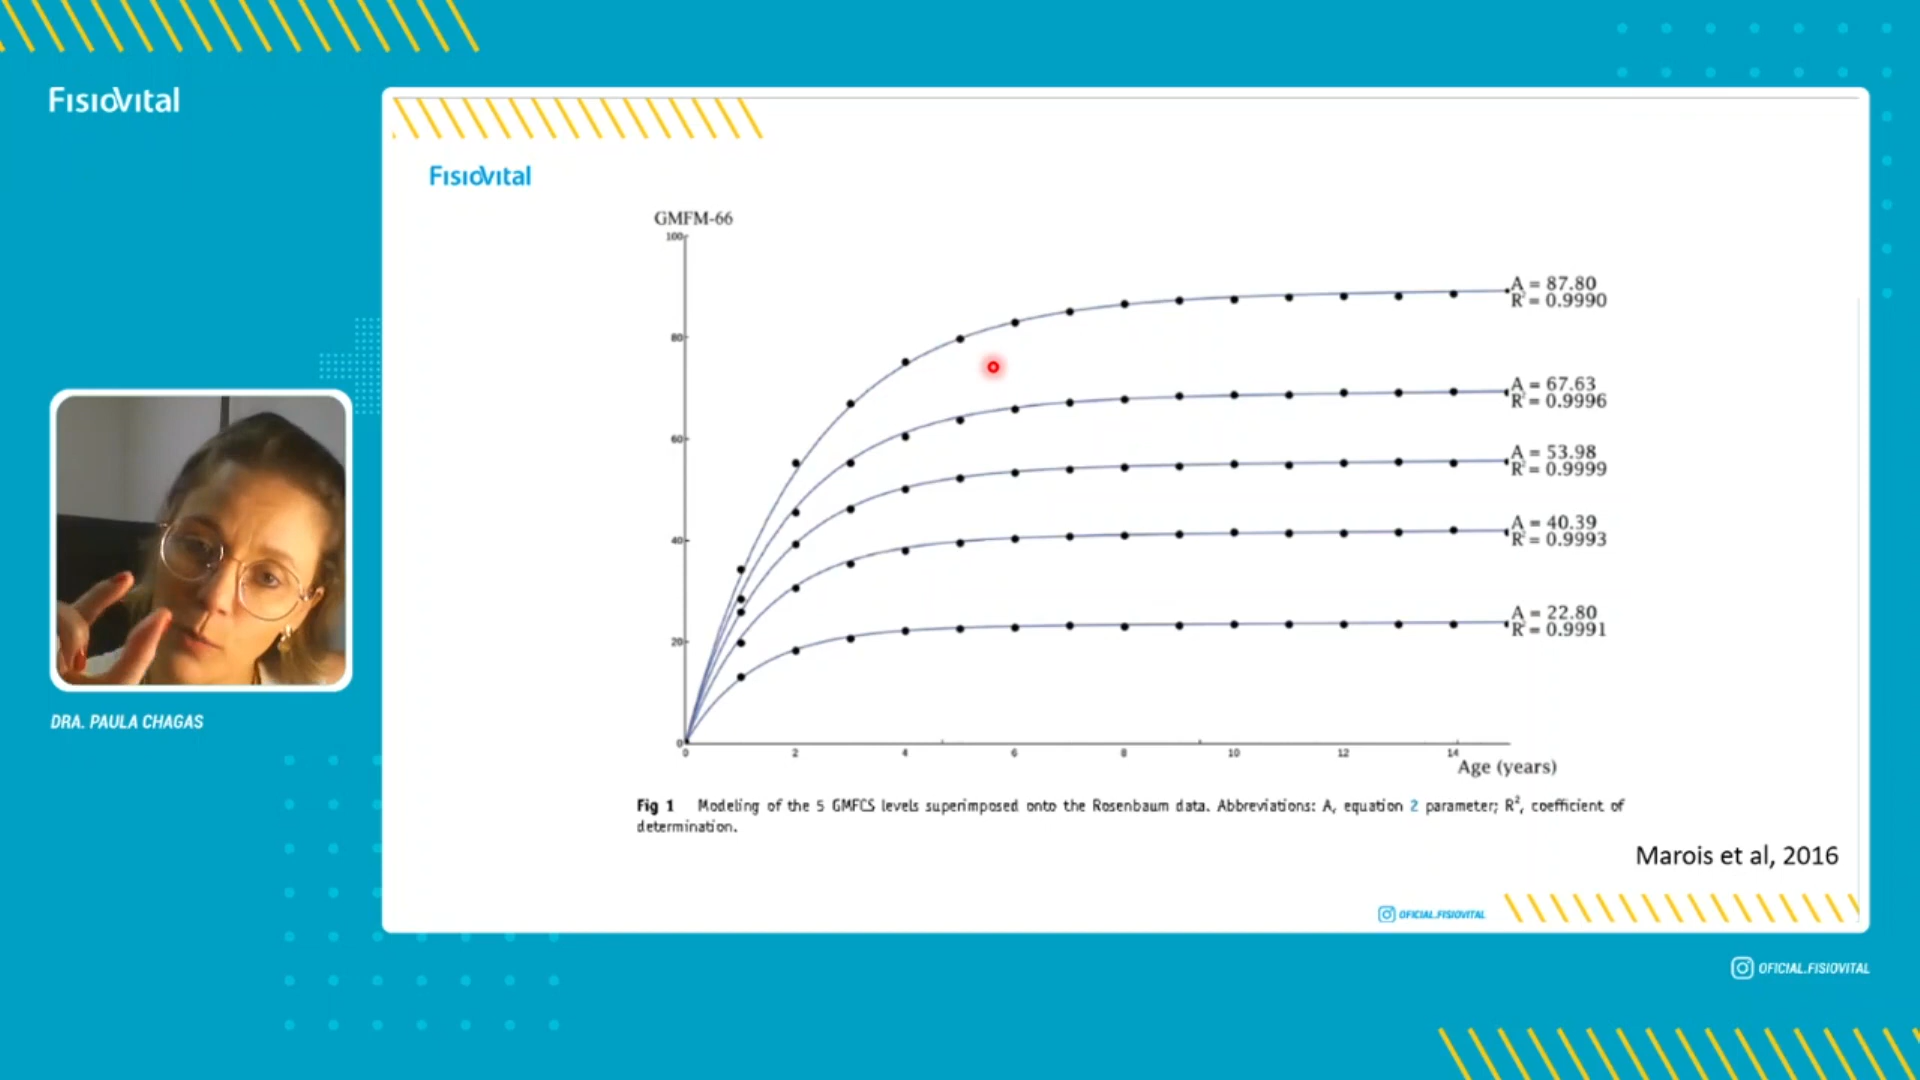 FisioVital
FisioVital
GMFM-66
100
80
60
40
20
0
0 2 4 6 8 10 12 14
Age (years)
A = 87.80
R² = 0.9990
A = 67.63
R² = 0.9996
A = 53.98
R² = 0.9999
A = 40.39
R² = 0.9993
A = 22.80
R² = 0.9991
Fig 1 Modeling of the 5 GMFCS levels superimposed onto the Rosenbaum data. Abbreviations: A, equation 2 parameter; R², coefficient of
determination.
Marois et al, 2016
OFICIAL.FISIOVITAL
DRA. PAULA CHAGAS
OFICIAL.FISIOVITAL